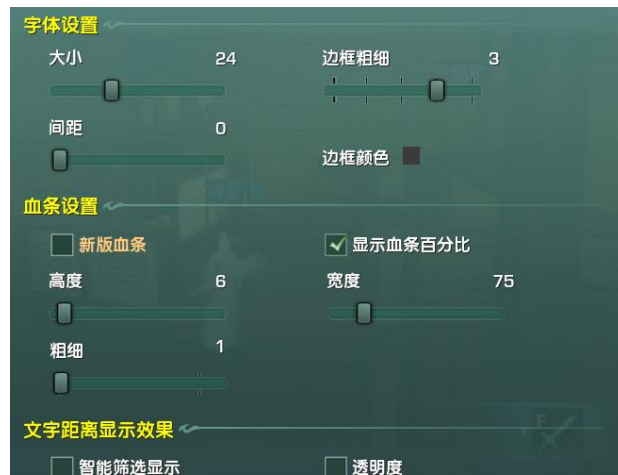 字体设置
大小 24 边框粗细 3
间距 0
边框颜色
血条设置
新版血条 显示血条百分比
高度 6 宽度 75
粗细 1
文字距离显示效果
F
智能筛选显示 透明度